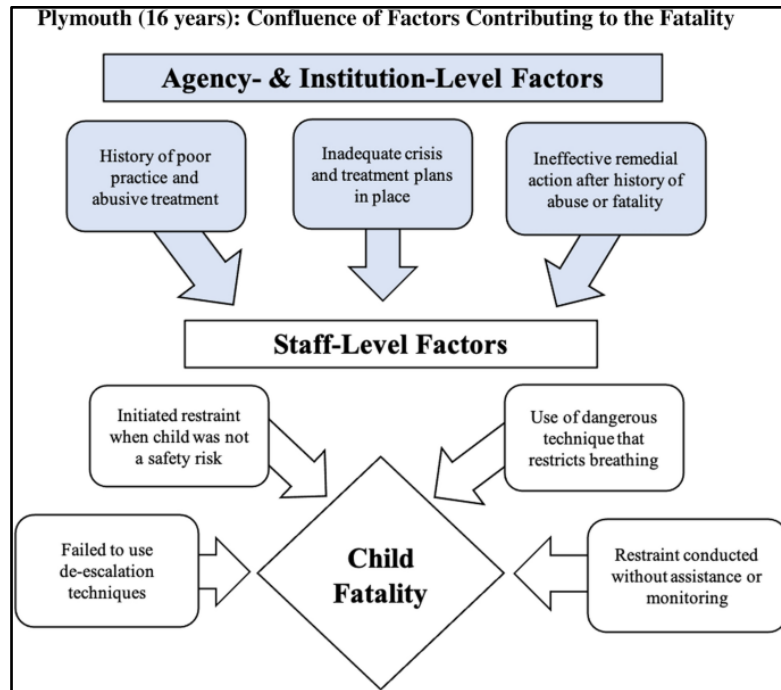 Plymouth (16 years): Confluence of Factors Contributing to the Fatality
Agency- & Institution-Level Factors
History of poor
practice and
abusive treatment
Inadequate crisis
and treatment plans
in place
Ineffective remedial
action after history of
abuse or fatality
Staff-Level Factors
Initiated restraint
when child was not
a safety risk
Use of dangerous
technique that
restricts breathing
Failed to use
de-escalation
techniques
Child
Fatality
Restraint conducted
without assistance or
monitoring